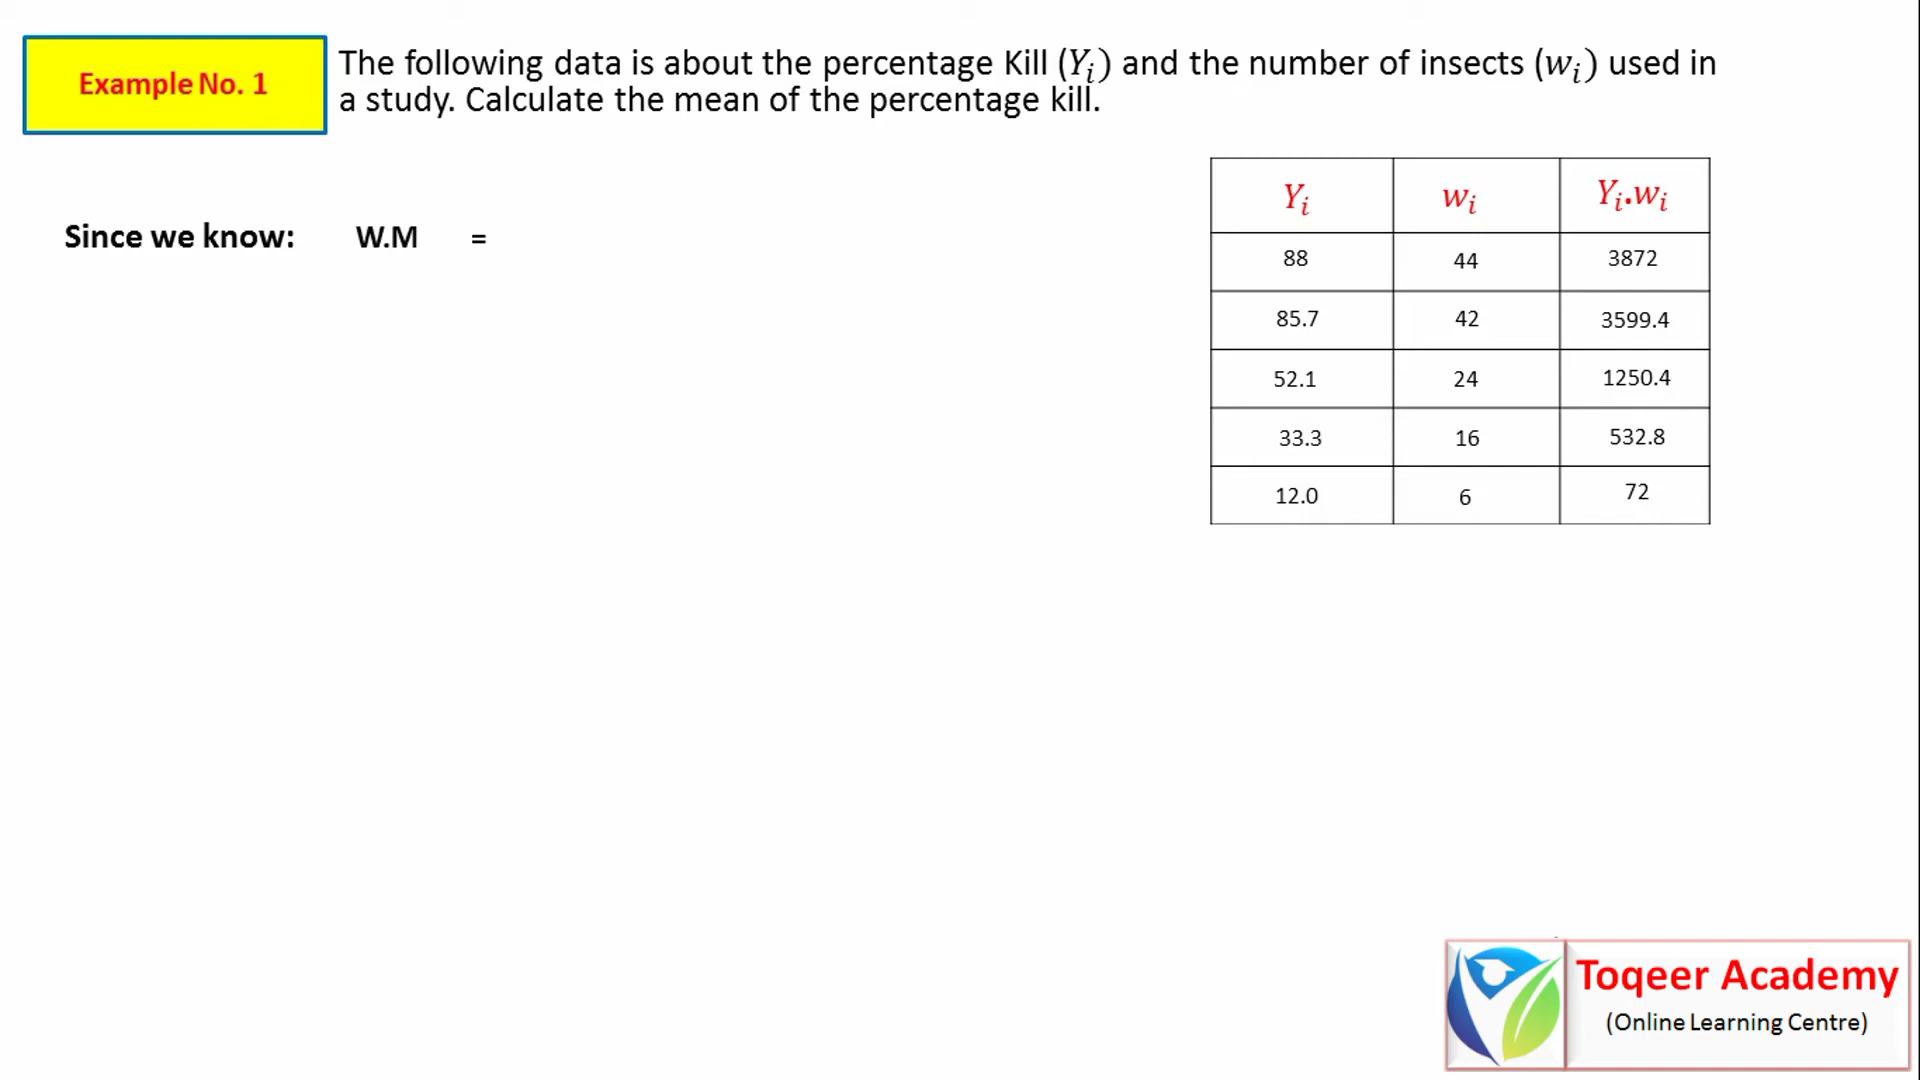 Example No. 1
The following data is about the percentage Kill (Yᵢ) and the number of insects (wᵢ) used in
a study. Calculate the mean of the percentage kill.
Since we know: W.M =
Yᵢ wᵢ Yᵢ.wᵢ
88 44 3872
85.7 42 3599.4
52.1 24 1250.4
33.3 16 532.8
12.0 6 72
Toqeer Academy
(Online Learning Centre)